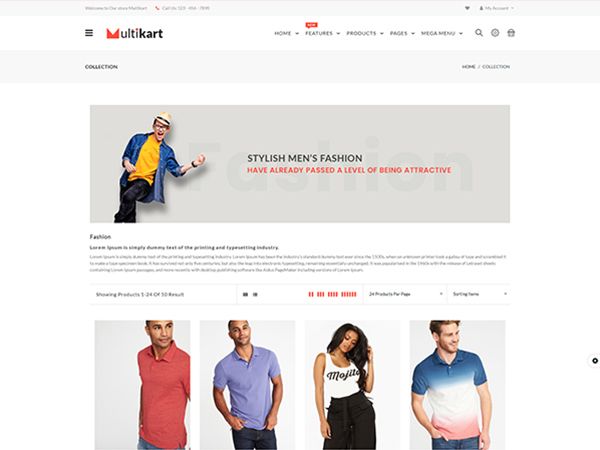 Welcome to Our store Multikart
Call Us: 123 - 456 - 7890
My Account
Multikart
HOME
NEW
FEATURES
PRODUCTS
PAGES
MEGA MENU
COLLECTION
HOME / COLLECTION
Fashion
STYLISH MEN'S FASHION
HAVE ALREADY PASSED A LEVEL OF BEING ATTRACTIVE
Fashion
Lorem Ipsum is simply dummy text of the printing and typesetting industry.
Lorem Ipsum is simply dummy text of the printing and typesetting industry. Lorem Ipsum has been the industry's standard dummy text ever since the 1500s, when an unknown printer took a galley of type and scrambled it
to make a type specimen book. It has survived not only five centuries, but also the leap into electronic typesetting, remaining essentially unchanged. It was popularised in the 1960s with the release of Letraset sheets
containing Lorem Ipsum passages, and more recently with desktop publishing software like Aldus PageMaker including versions of Lorem Ipsum.
Showing Products 1-24 Of 10 Result
24 Products Per Page
Sorting Items
Mojito